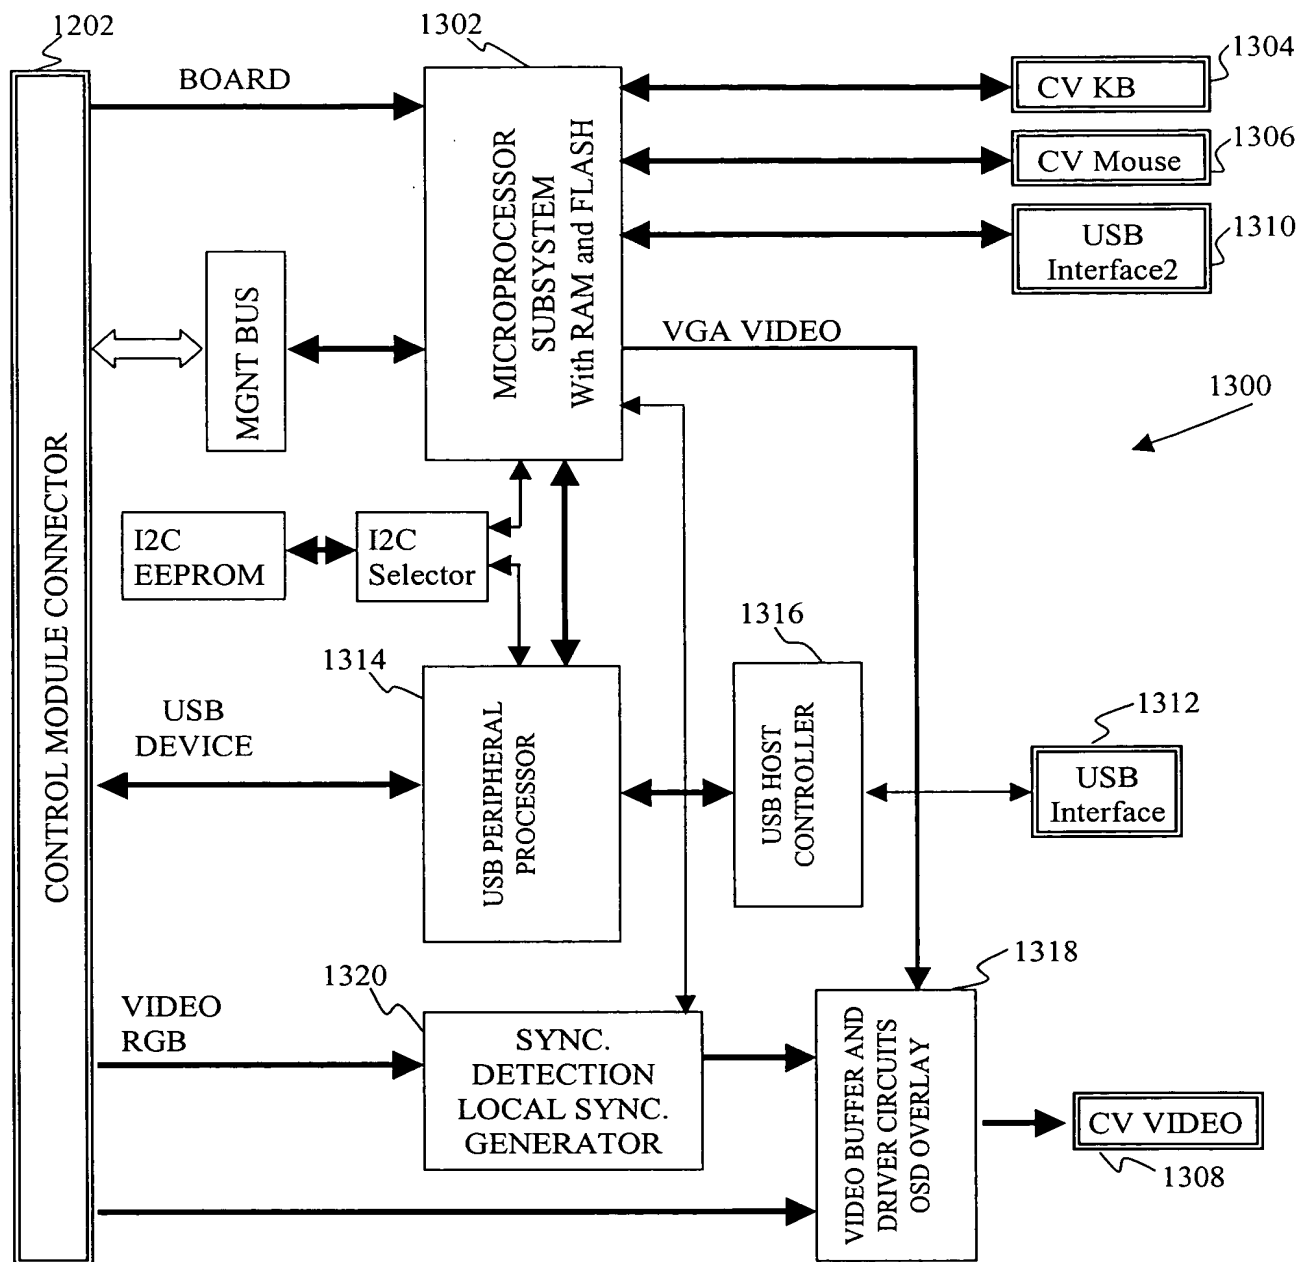 1202
1302
1304
BOARD
CV KB
1306
CV Mouse
1310
USB
Interface2
MICROPROCESSOR
SUBSYSTEM
With RAM and FLASH
VGA VIDEO
MGNT BUS
1300
CONTROL MODULE CONNECTOR
I2C
EEPROM
I2C
Selector
1316
1314
USB
DEVICE
USB PERIPHERAL
PROCESSOR
USB HOST
CONTROLLER
1312
USB
Interface
1318
1320
VIDEO
RGB
SYNC.
DETECTION
LOCAL SYNC.
GENERATOR
VIDEO BUFFER AND
DRIVER CIRCUITS
OSD OVERLAY
CV VIDEO
1308